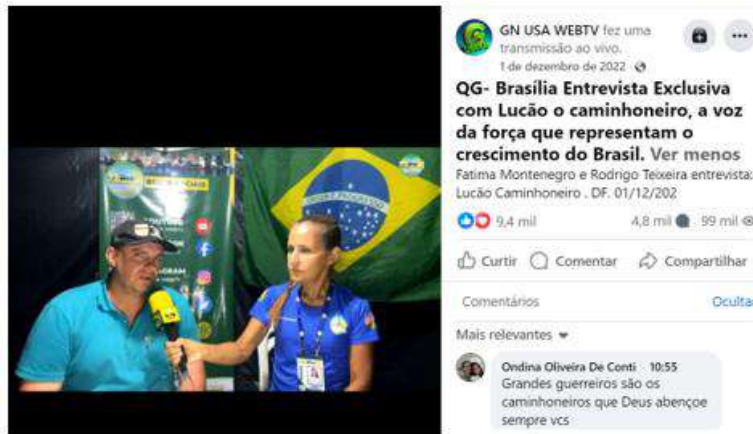 GN USA WEBTV fez uma
transmissão ao vivo.
1 de dezembro de 2022
QG- Brasília Entrevista Exclusiva
com Lucão o caminhoneiro, a voz
da força que representam o
crescimento do Brasil. Ver menos
Fatima Montenegro e Rodrigo Teixeira entrevista:
Lucão Caminhoneiro . DF. 01/12/202
9,4 mil 4,8 mil 99 mil
Curtir Comentar Compartilhar
Comentários Ocultar
Mais relevantes
Ondina Oliveira De Conti · 10:55
Grandes guerreiros são os
caminhoneiros que Deus abençoe
sempre vcs